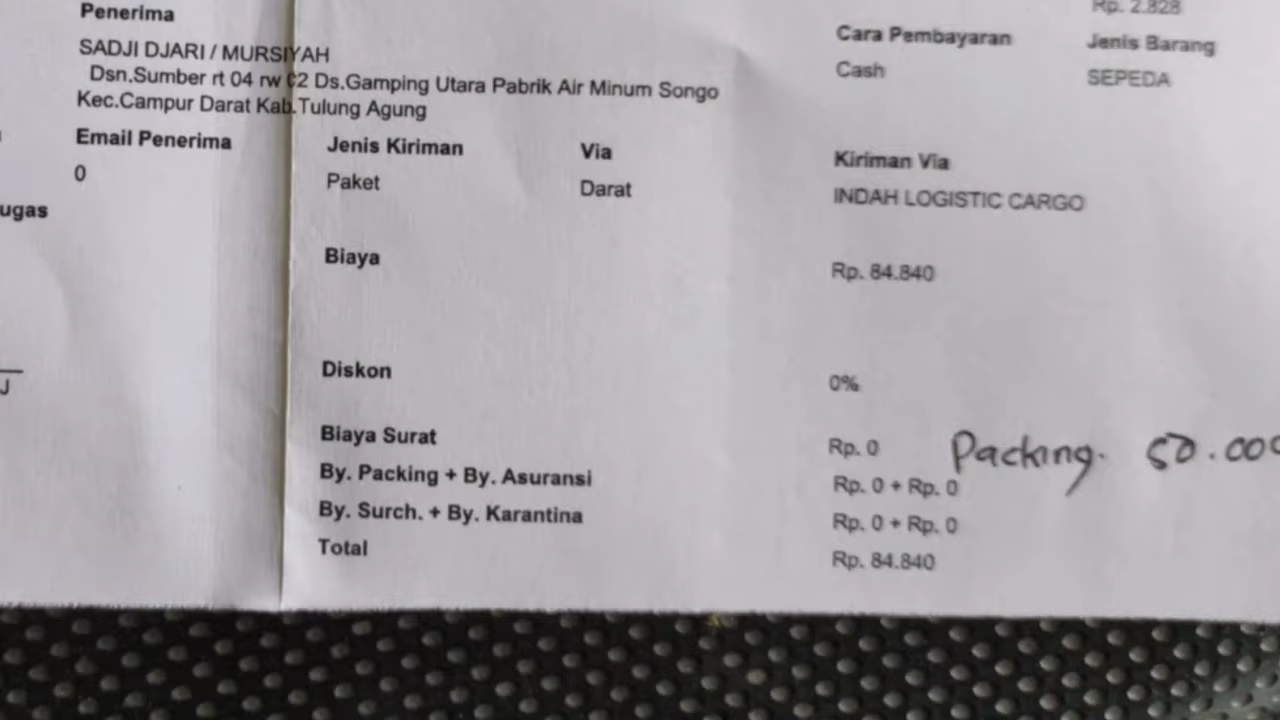 Rp. 2.828
Penerima
Cara Pembayaran Jenis Barang
SADJI DJARI / MURSIYAH
Cash SEPEDA
Dsn.Sumber rt 04 rw 02 Ds.Gamping Utara Pabrik Air Minum Songo
Kec.Campur Darat Kab.Tulung Agung
Email Penerima Jenis Kiriman Via Kiriman Via
0 Paket Darat INDAH LOGISTIC CARGO
ugas
Biaya Rp. 84.840
Diskon 0%
J
Biaya Surat Rp. 0 Packing. 50.000
By. Packing + By. Asuransi Rp. 0 + Rp. 0
By. Surch. + By. Karantina Rp. 0 + Rp. 0
Total Rp. 84.840